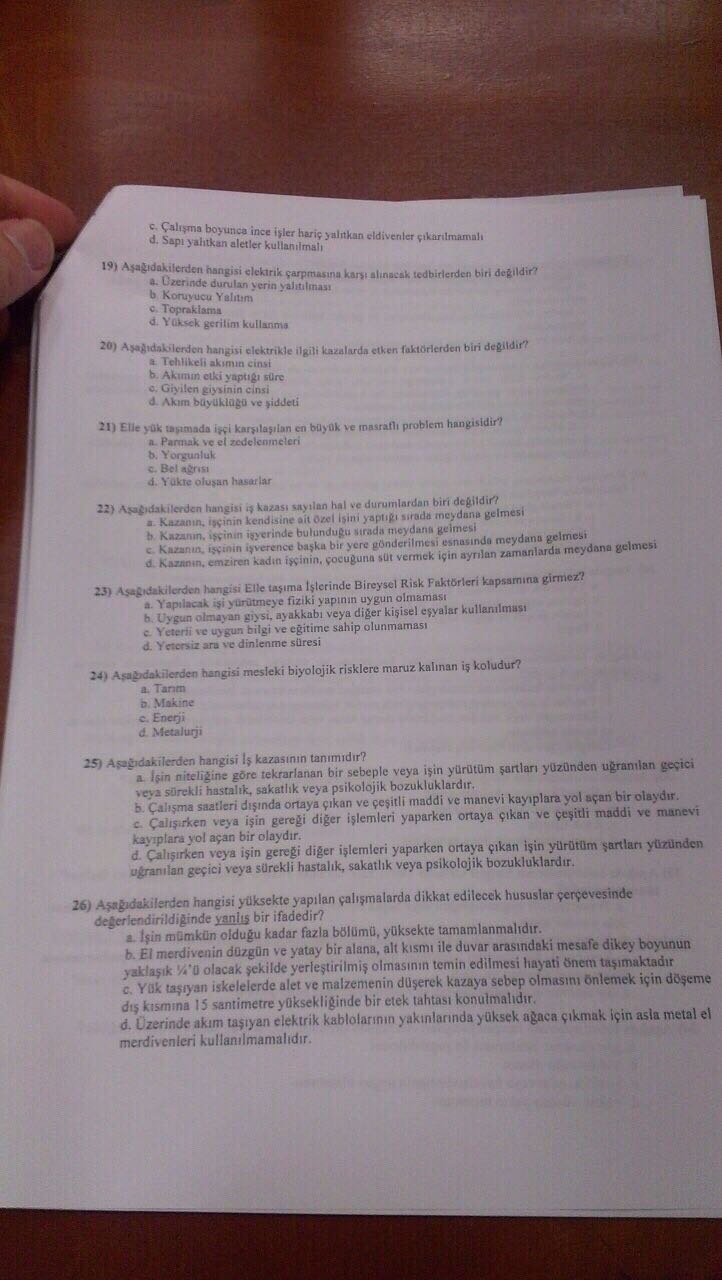 c. Çalışma boyunca ince işler hariç yalıtkan eldivenler çıkarılmamalı
d. Sapı yalıtkan aletler kullanılmalı
19) Aşağıdakilerden hangisi elektrik çarpmasına karşı alınacak tedbirlerden biri değildir?
a. Üzerinde durulan yerin yalıtılması
b. Koruyucu Yalıtım
c. Topraklama
d. Yüksek gerilim kullanma
20) Aşağıdakilerden hangisi elektrikle ilgili kazalarda etken faktörlerden biri değildir?
a. Tehlikeli akımın cinsi
b. Akımın etki yaptığı süre
c. Giyilen giysinin cinsi
d. Akım büyüklüğü ve şiddeti
21) Elle yük taşımada işçi karşılaşılan en büyük ve masraflı problem hangisidir?
a. Parmak ve el zedelenmeleri
b. Yorgunluk
c. Bel ağrısı
d. Yükte oluşan hasarlar
22) Aşağıdakilerden hangisi iş kazası sayılan hal ve durumlardan biri değildir?
a. Kazanın, işçinin kendisine ait özel işini yaptığı sırada meydana gelmesi
b. Kazanın, işçinin işyerinde bulunduğu sırada meydana gelmesi
c. Kazanın, işçinin işverence başka bir yere gönderilmesi esnasında meydana gelmesi
d. Kazanın, emziren kadın işçinin, çocuğuna süt vermek için ayrılan zamanlarda meydana gelmesi
23) Aşağıdakilerden hangisi Elle taşıma İşlerinde Bireysel Risk Faktörleri kapsamına girmez?
a. Yapılacak işi yürütmeye fiziki yapının uygun olmaması
b. Uygun olmayan giysi, ayakkabı veya diğer kişisel eşyalar kullanılması
c. Yeterli ve uygun bilgi ve eğitime sahip olunmaması
d. Yetersiz ara ve dinlenme süresi
24) Aşağıdakilerden hangisi mesleki biyolojik risklere maruz kalınan iş koludur?
a. Tarım
b. Makine
c. Enerji
d. Metalurji
25) Aşağıdakilerden hangisi İş kazasının tanımıdır?
a. İşin niteliğine göre tekrarlanan bir sebeple veya işin yürütüm şartları yüzünden uğranılan geçici
veya sürekli hastalık, sakatlık veya psikolojik bozukluklardır.
b. Çalışma saatleri dışında ortaya çıkan ve çeşitli maddi ve manevi kayıplara yol açan bir olaydır.
c. Çalışırken veya işin gereği diğer işlemleri yaparken ortaya çıkan ve çeşitli maddi ve manevi
kayıplara yol açan bir olaydır.
d. Çalışırken veya işin gereği diğer işlemleri yaparken ortaya çıkan işin yürütüm şartları yüzünden
uğranılan geçici veya sürekli hastalık, sakatlık veya psikolojik bozukluklardır.
26) Aşağıdakilerden hangisi yüksekte yapılan çalışmalarda dikkat edilecek hususlar çerçevesinde
değerlendirildiğinde yanlış bir ifadedir?
a. İşin mümkün olduğu kadar fazla bölümü, yüksekte tamamlanmalıdır.
b. El merdivenin düzgün ve yatay bir alana, alt kısmı ile duvar arasındaki mesafe dikey boyunun
yaklaşık ¼'ü olacak şekilde yerleştirilmiş olmasının temin edilmesi hayati önem taşımaktadır
c. Yük taşıyan iskelelerde alet ve malzemenin düşerek kazaya sebep olmasını önlemek için döşeme
dış kısmına 15 santimetre yüksekliğinde bir etek tahtası konulmalıdır.
d. Üzerinde akım taşıyan elektrik kablolarının yakınlarında yüksek ağaca çıkmak için asla metal el
merdivenleri kullanılmamalıdır.